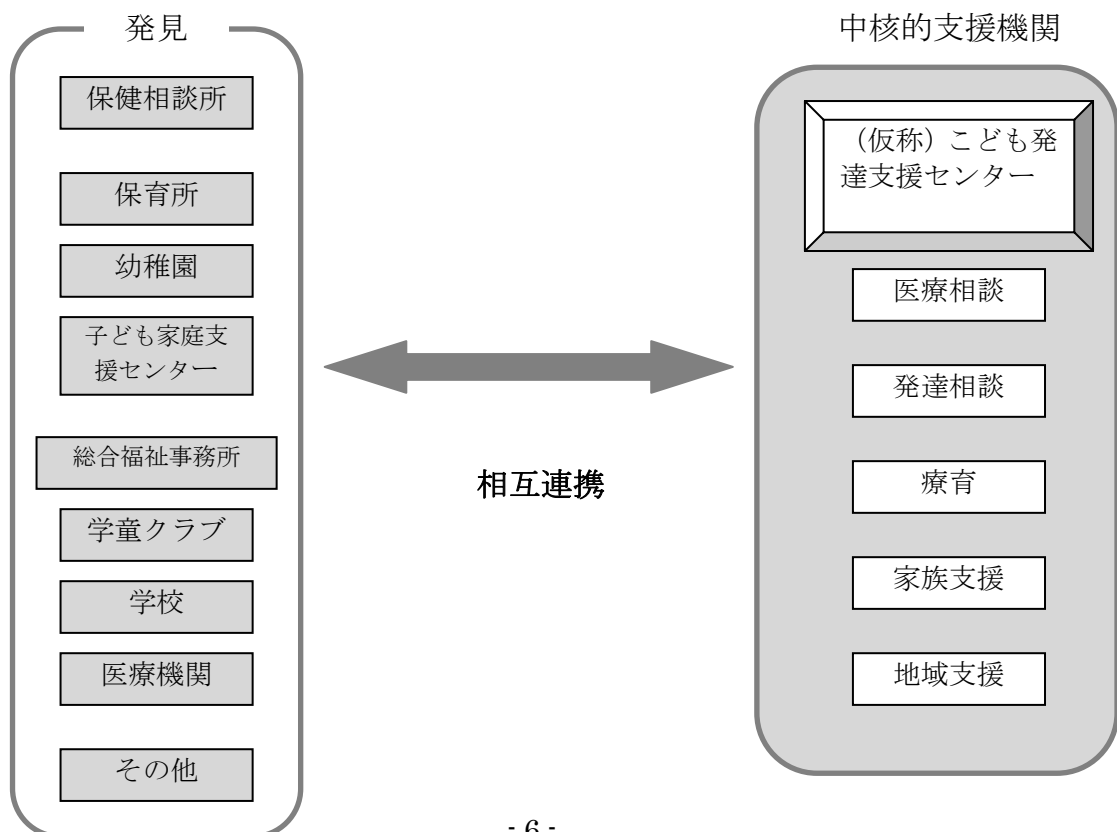 発見
保健相談所
保育所
幼稚園
子ども家庭支
援センター
総合福祉事務所
学童クラブ
学校
医療機関
その他
相互連携
中核的支援機関
（仮称）こども発
達支援センター
医療相談
発達相談
療育
家族支援
地域支援
- 6 -